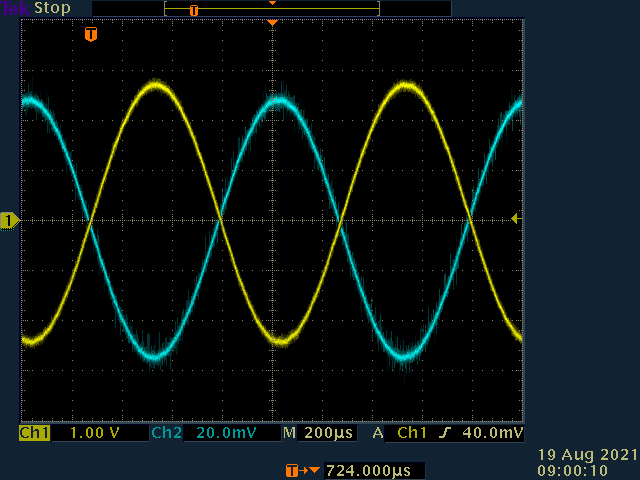 Tek Stop
T
T
1
Ch1 1.00 V Ch2 20.0mV M 200µs A Ch1 40.0mV
19 Aug 2021
T 724.000µs 09:00:10